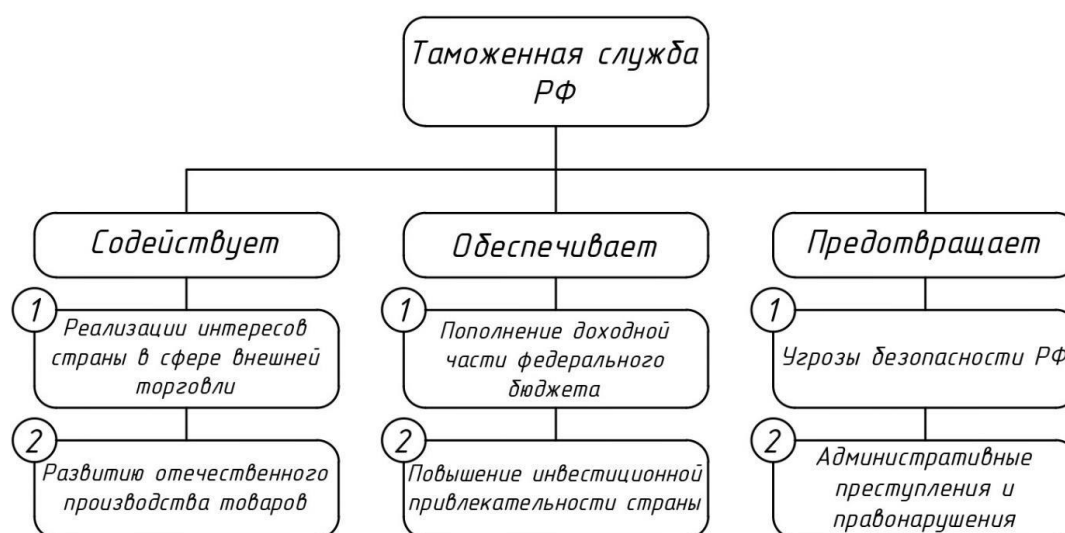 Таможенная служба
РФ
Содействует
1
Реализации интересов
страны в сфере внешней
торговли
2
Развитию отечественного
производства товаров
Обеспечивает
1
Пополнение доходной
части федерального
бюджета
2
Повышение инвестиционной
привлекательности страны
Предотвращает
1
Угрозы безопасности РФ
2
Административные
преступления и
правонарушения